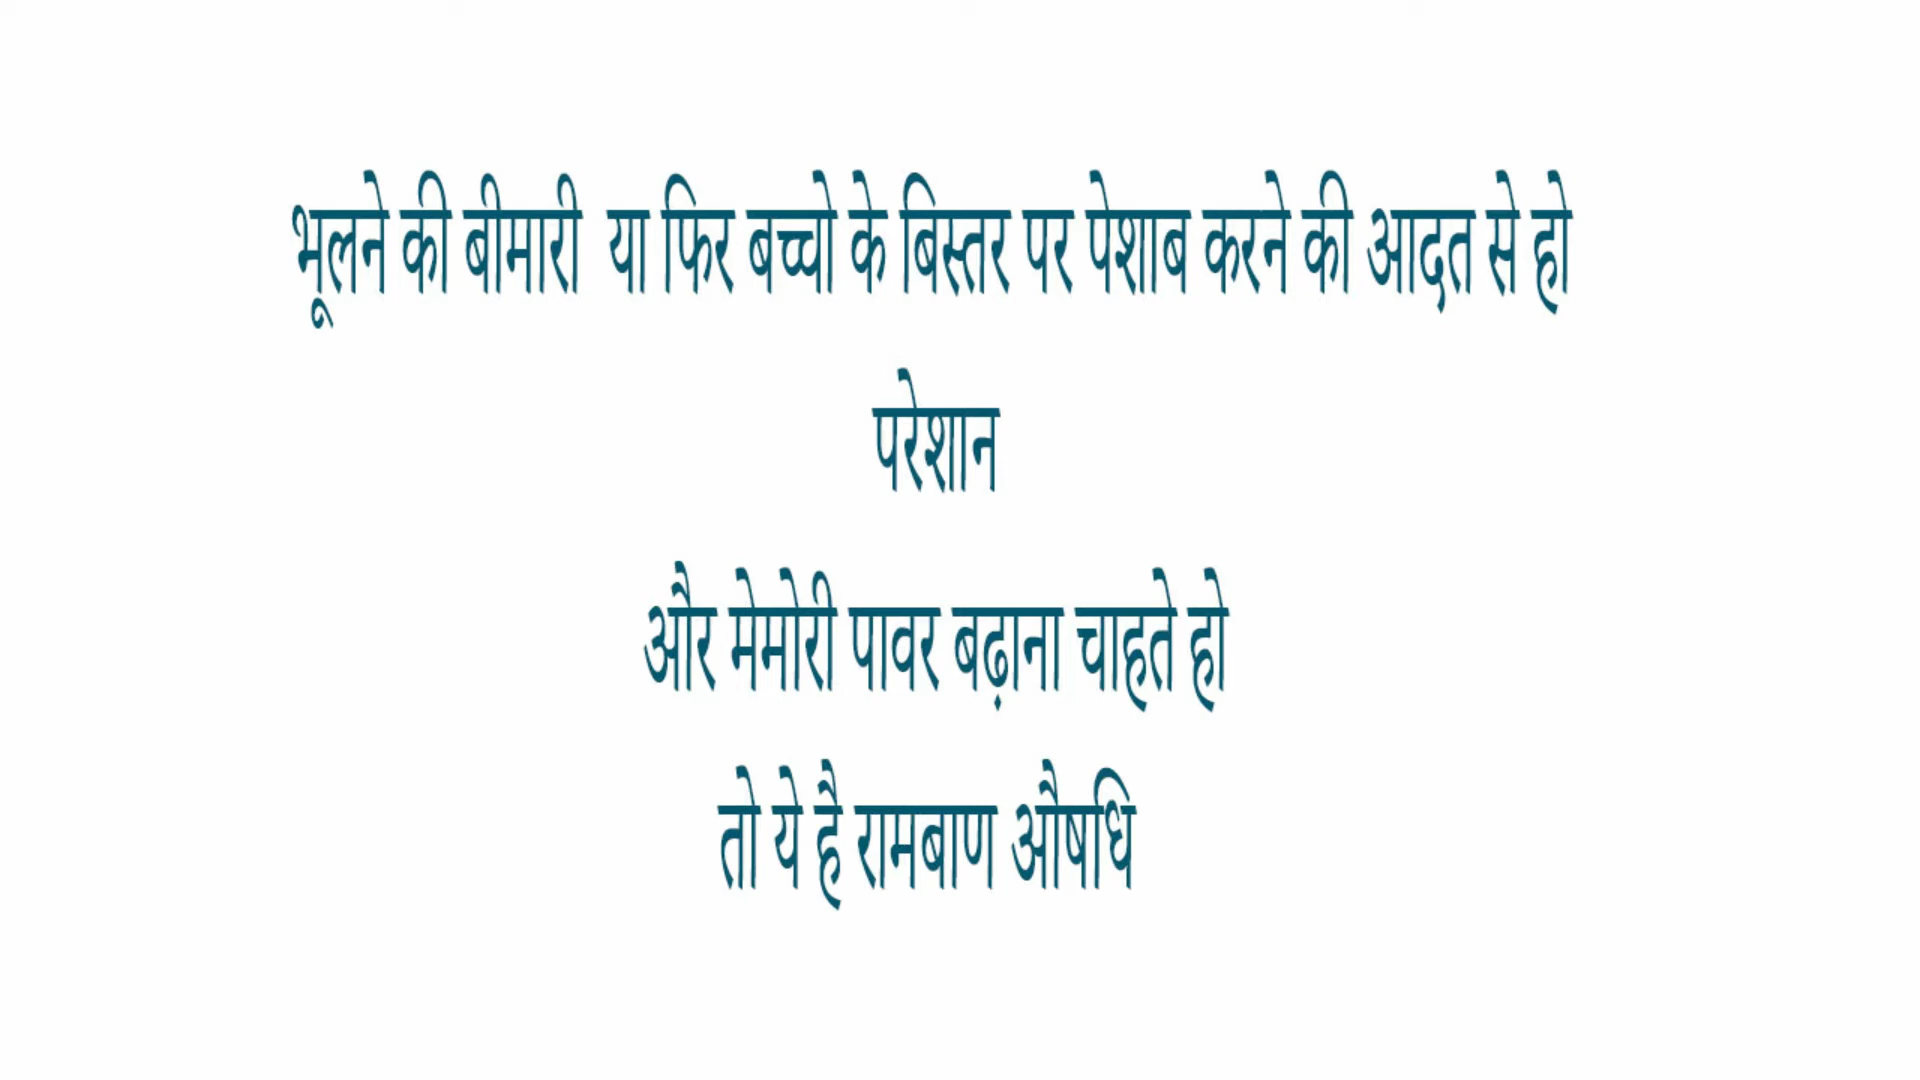 भूलने की बीमारी या फिर बच्चो के बिस्तर पर पेशाब करने की आदत से हो
परेशान
और मेमोरी पावर बढ़ाना चाहते हो
तो ये है रामबाण औषधि